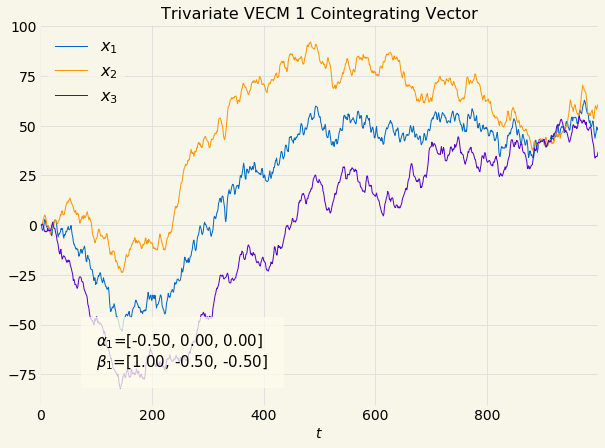 Trivariate VECM 1 Cointegrating Vector
100
75
50
25
0
−25
−50
−75
x₁
x₂
x₃
α₁=[-0.50, 0.00, 0.00]
β₁=[1.00, -0.50, -0.50]
0 200 400 600 800
t